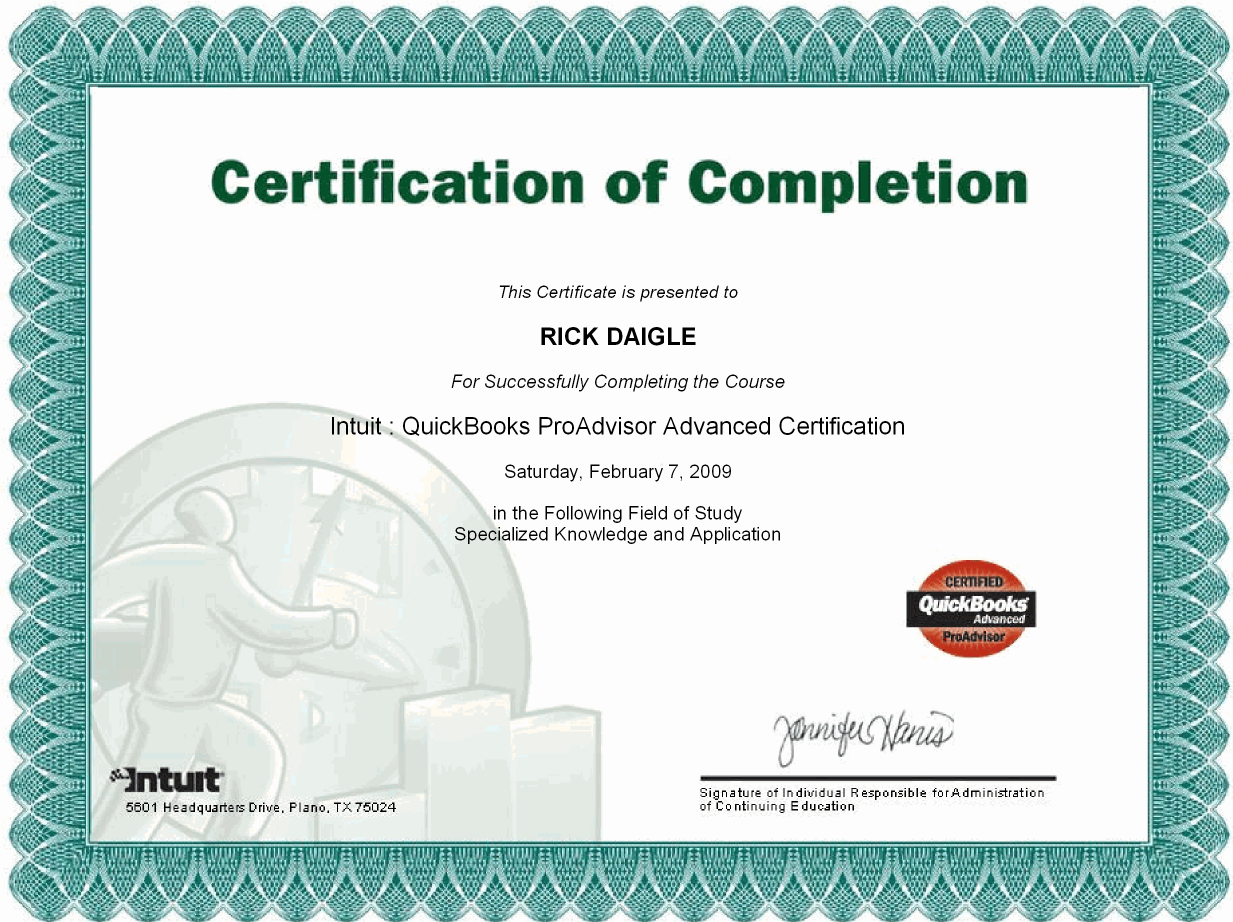 Certification of Completion
This Certificate is presented to
RICK DAIGLE
For Successfully Completing the Course
Intuit : QuickBooks ProAdvisor Advanced Certification
Saturday, February 7, 2009
in the Following Field of Study
Specialized Knowledge and Application
CERTIFIED
QuickBooks
Advanced
ProAdvisor
Jennifer Harris
Intuit
5601 Headquarters Drive, Plano, TX 75024
Signature of Individual Responsible for Administration
of Continuing Education